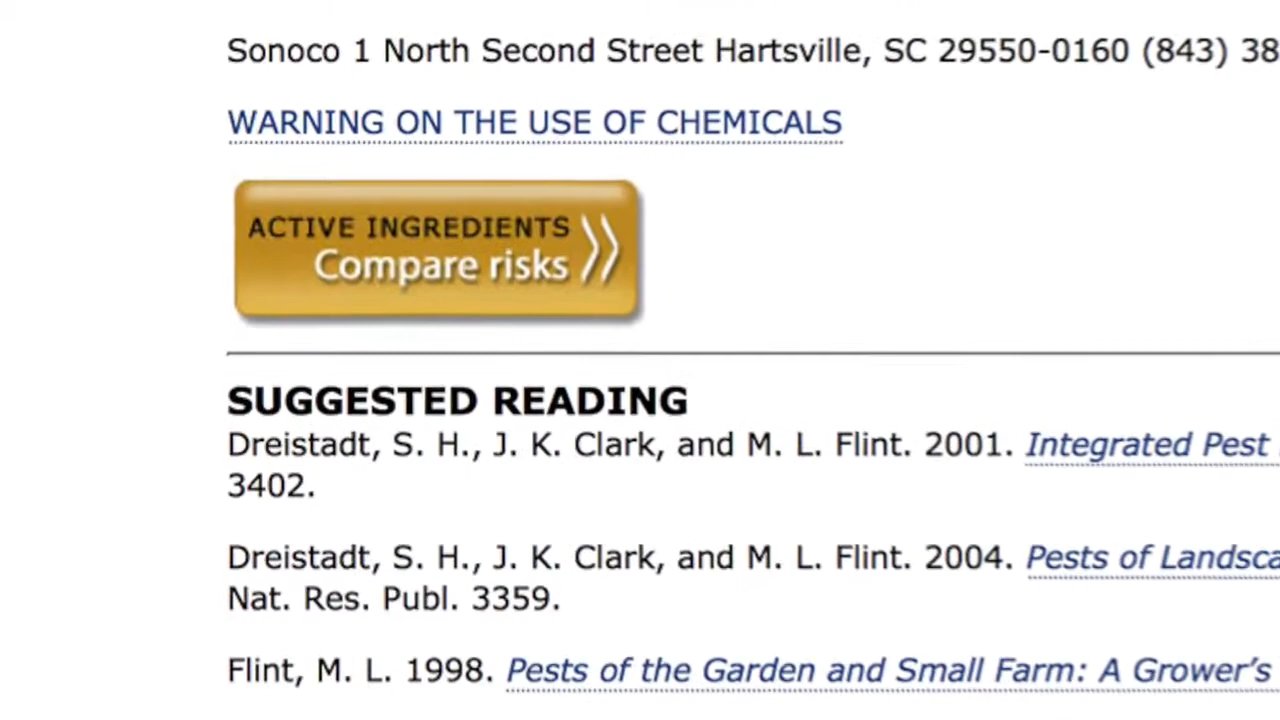 Sonoco 1 North Second Street Hartsville, SC 29550-0160 (843) 38
WARNING ON THE USE OF CHEMICALS
ACTIVE INGREDIENTS
Compare risks
SUGGESTED READING
Dreistadt, S. H., J. K. Clark, and M. L. Flint. 2001. Integrated Pest
3402.
Dreistadt, S. H., J. K. Clark, and M. L. Flint. 2004. Pests of Landsca
Nat. Res. Publ. 3359.
Flint, M. L. 1998. Pests of the Garden and Small Farm: A Grower’s